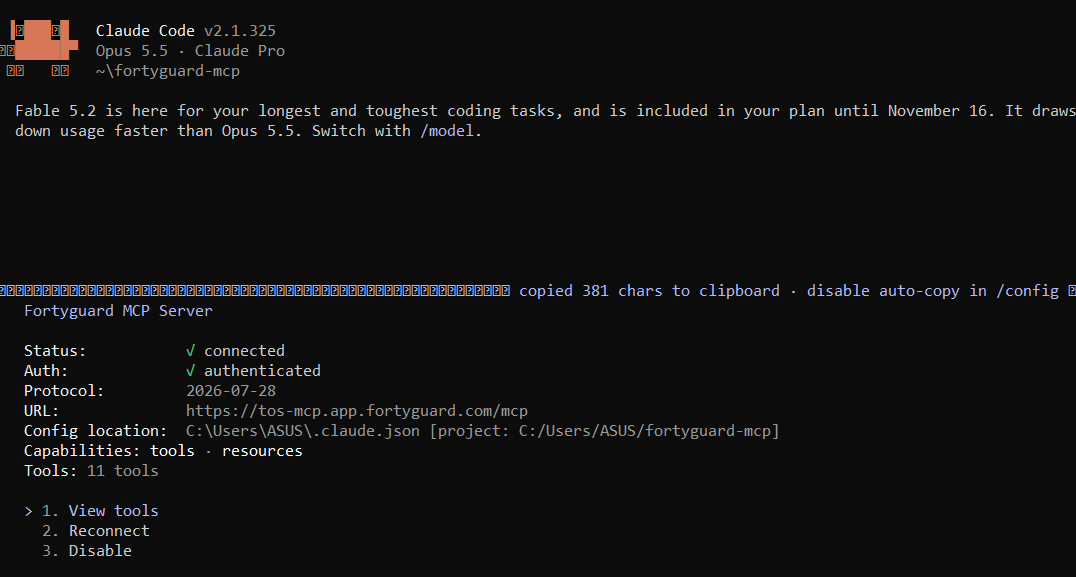 Claude Code v2.1.325
Opus 5.5 · Claude Pro
~\fortyguard-mcp
Fable 5.2 is here for your longest and toughest coding tasks, and is included in your plan until November 16. It draws
down usage faster than Opus 5.5. Switch with /model.
copied 381 chars to clipboard · disable auto-copy in /config
Fortyguard MCP Server
Status: √ connected
Auth: √ authenticated
Protocol: 2026-07-28
URL: https://tos-mcp.app.fortyguard.com/mcp
Config location: C:\Users\ASUS\.claude.json [project: C:/Users/ASUS/fortyguard-mcp]
Capabilities: tools · resources
Tools: 11 tools
> 1. View tools
2. Reconnect
3. Disable